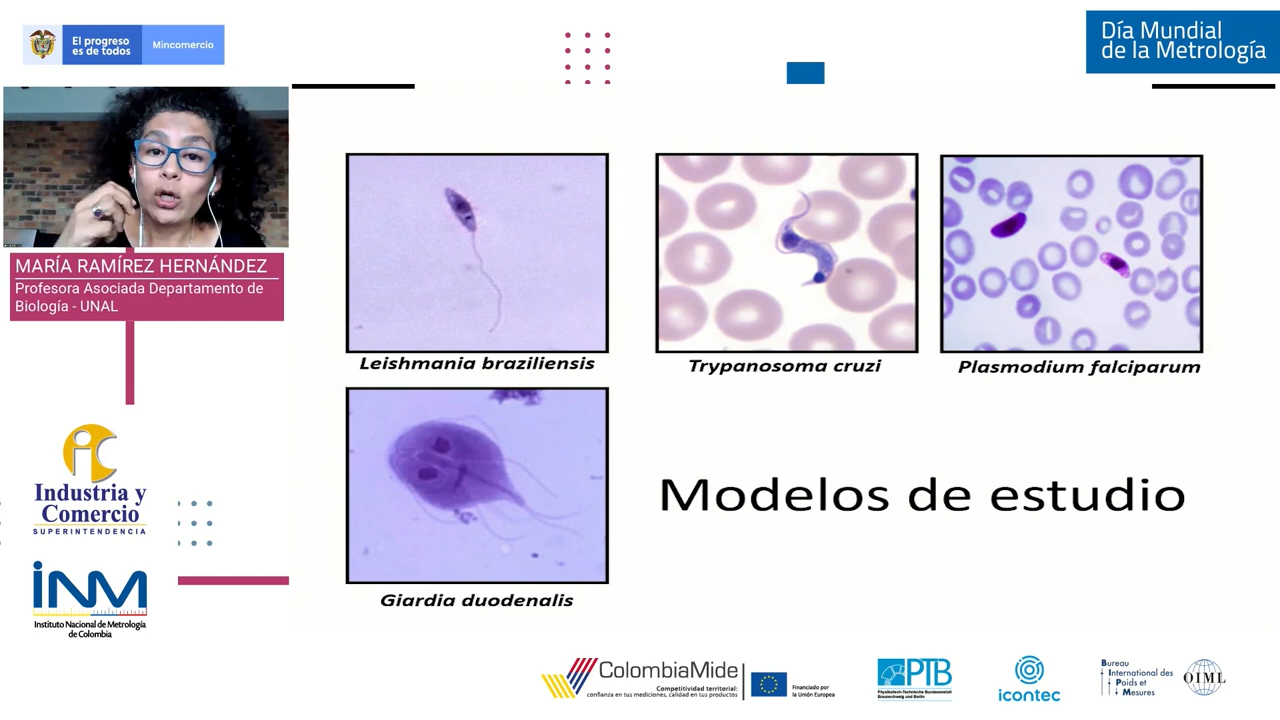 El progreso
es de todos
Mincomercio
Día Mundial
de la Metrología
MARÍA RAMÍREZ HERNÁNDEZ
Profesora Asociada Departamento de
Biología - UNAL
Leishmania braziliensis
Trypanosoma cruzi
Plasmodium falciparum
Giardia duodenalis
Modelos de estudio
iC
Industria y
Comercio
SUPERINTENDENCIA
iNM
Instituto Nacional de Metrología
de Colombia
ColombiaMide
Competitividad territorial:
confianza en tus mediciones, calidad en tus productos
Financiado por
la Unión Europea
PTB
Physikalisch-Technische Bundesanstalt
Braunschweig und Berlin
icontec
Bureau
International des
Poids et
Mesures
OIML